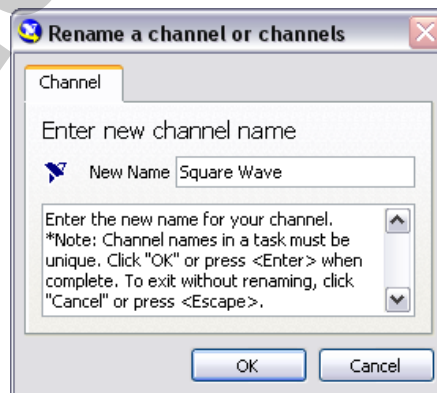 Rename a channel or channels
Channel
Enter new channel name
New Name Square Wave
Enter the new name for your channel.
*Note: Channel names in a task must be
unique. Click "OK" or press <Enter> when
complete. To exit without renaming, click
"Cancel" or press <Escape>.
OK Cancel